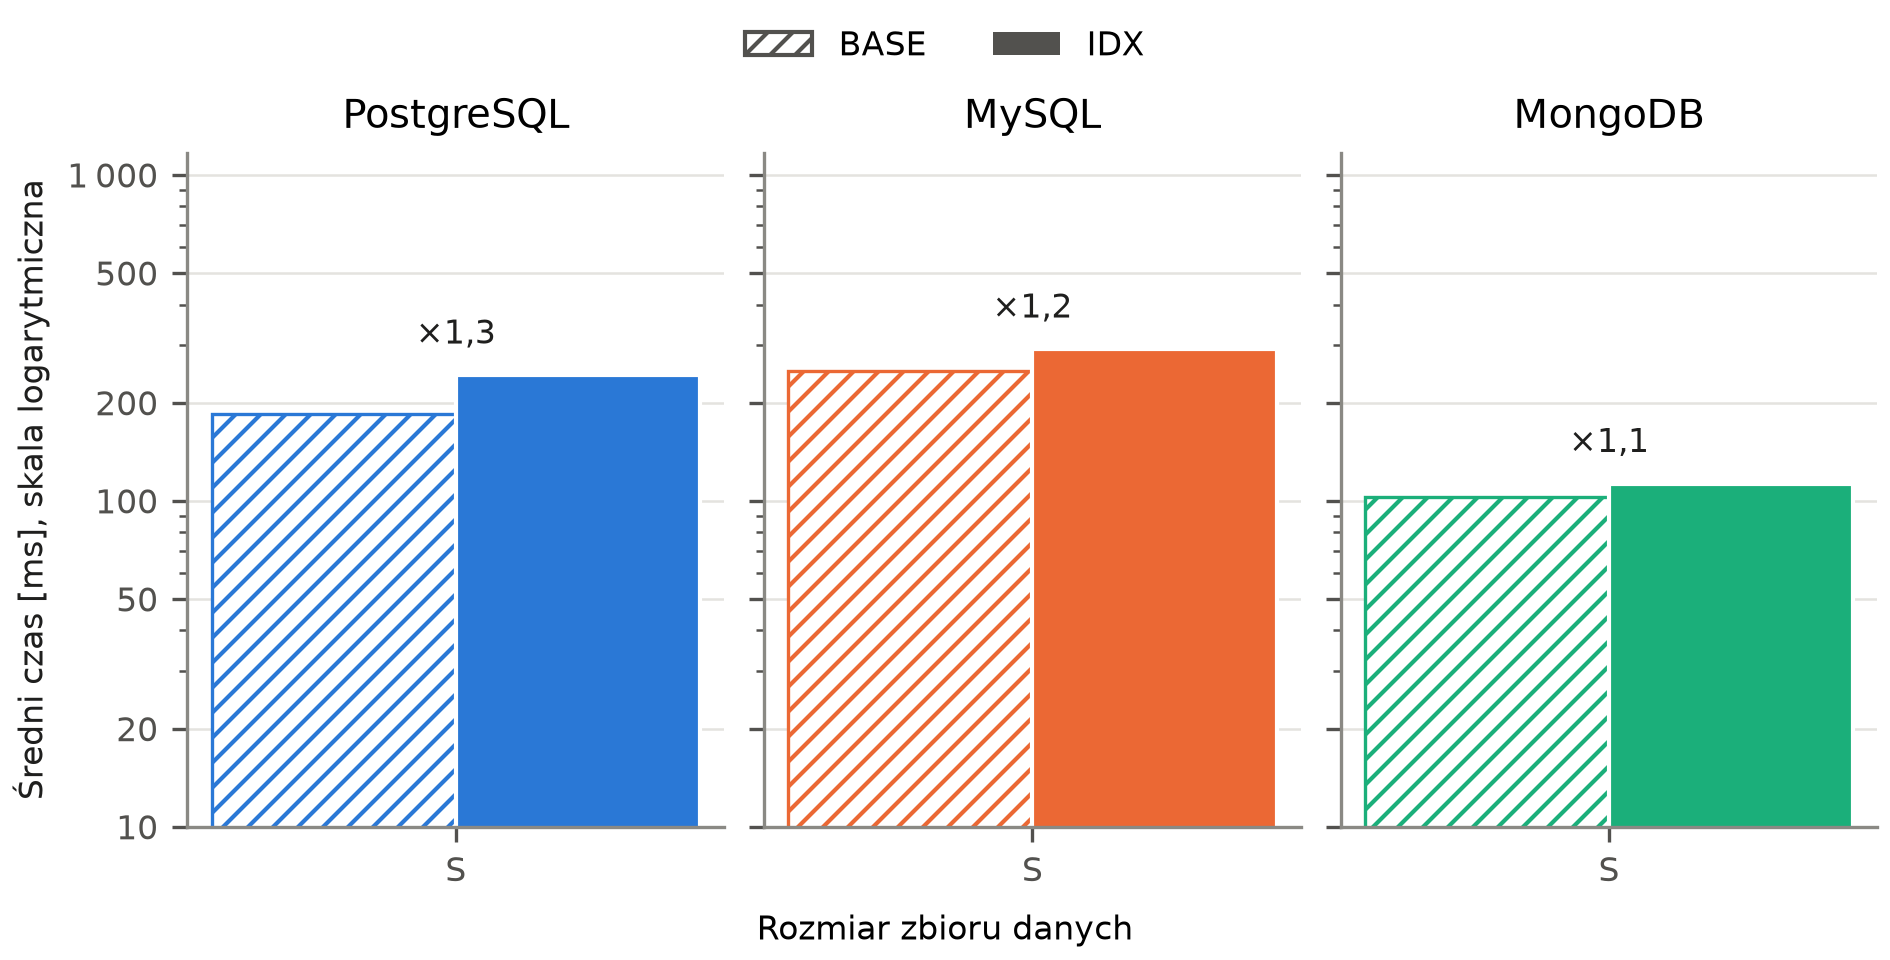 BASE IDX
PostgreSQL MySQL MongoDB
Średni czas [ms], skala logarytmiczna
1 000
500
200
100
50
20
10
×1,3
×1,2
×1,1
S S S
Rozmiar zbioru danych